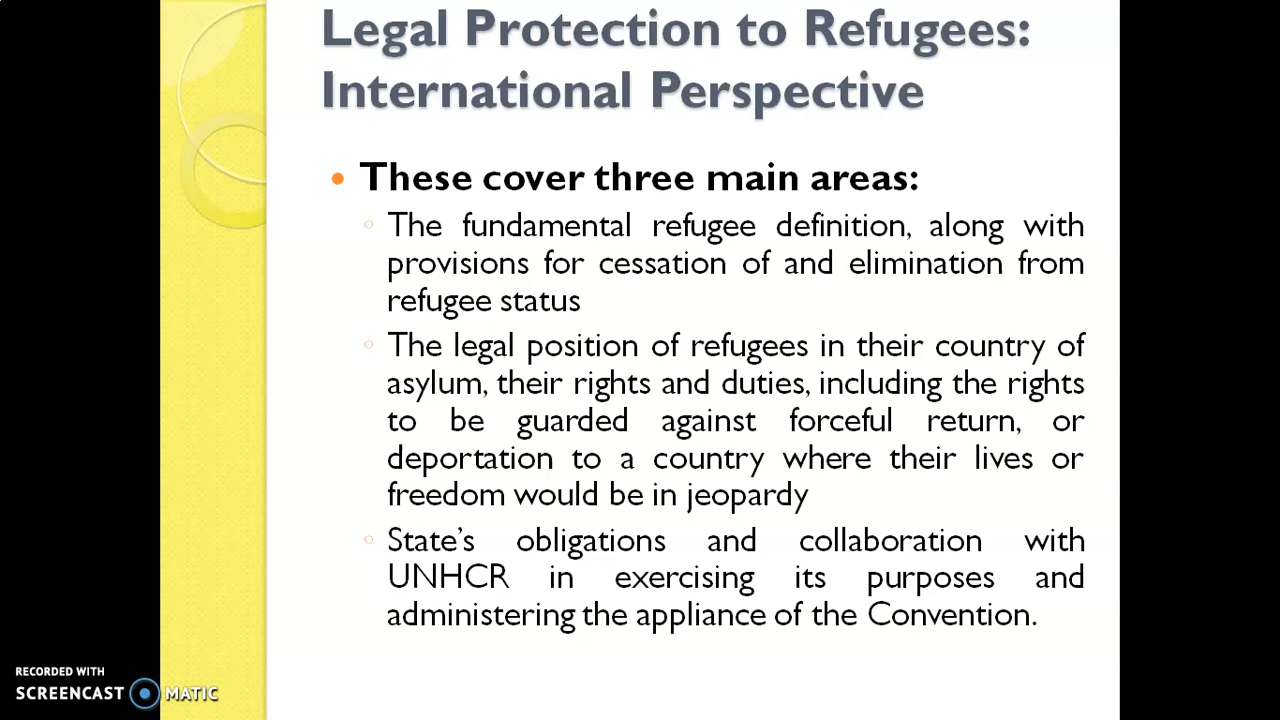 Legal Protection to Refugees:
International Perspective
These cover three main areas:
The fundamental refugee definition, along with
provisions for cessation of and elimination from
refugee status
The legal position of refugees in their country of
asylum, their rights and duties, including the rights
to be guarded against forceful return, or
deportation to a country where their lives or
freedom would be in jeopardy
State's obligations and collaboration with
UNHCR in exercising its purposes and
administering the appliance of the Convention.
RECORDED WITH
SCREENCAST MATIC